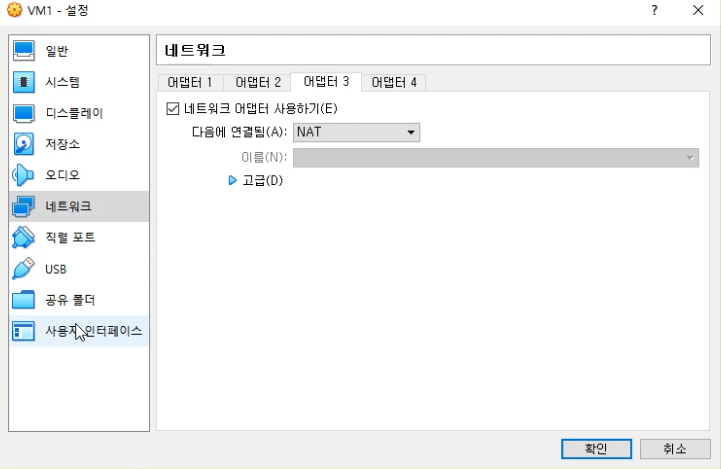 VM1 - 설정
?
일반
시스템
디스플레이
저장소
오디오
네트워크
직렬 포트
USB
공유 폴더
사용자 인터페이스
네트워크
어댑터 1 어댑터 2 어댑터 3 어댑터 4
네트워크 어댑터 사용하기(E)
다음에 연결됨(A): NAT
이름(N):
고급(D)
확인 취소